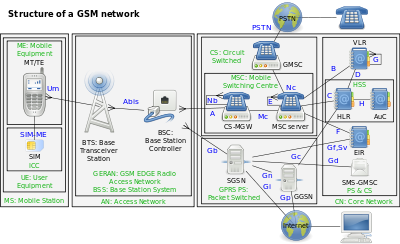 Structure of a GSM network
PSTN
PSTN
ME: Mobile
Equipment
MT/TE
Um
SIM-ME
SIM
ICC
UE: User
Equipment
MS: Mobile Station
Abis
BTS: Base
Transceiver
Station
BSC:
Base Station
Controller
GERAN: GSM EDGE Radio
Access Network
BSS: Base Station System
AN: Access Network
CS: Circuit
Switched
GMSC
MSC: Mobile
Switching Centre
Nb
A
E
Nc
Mc
CS-MGW
MSC server
Gb
SGSN
GPRS PS:
Packet Switched
Gn
Gi
Gp
GGSN
Gc
VLR
B
D
G
HSS
C
H
HLR
AuC
F
EIR
Gf,Sv
Gd
SMS-GMSC
PS & CS
CN: Core Network
Internet